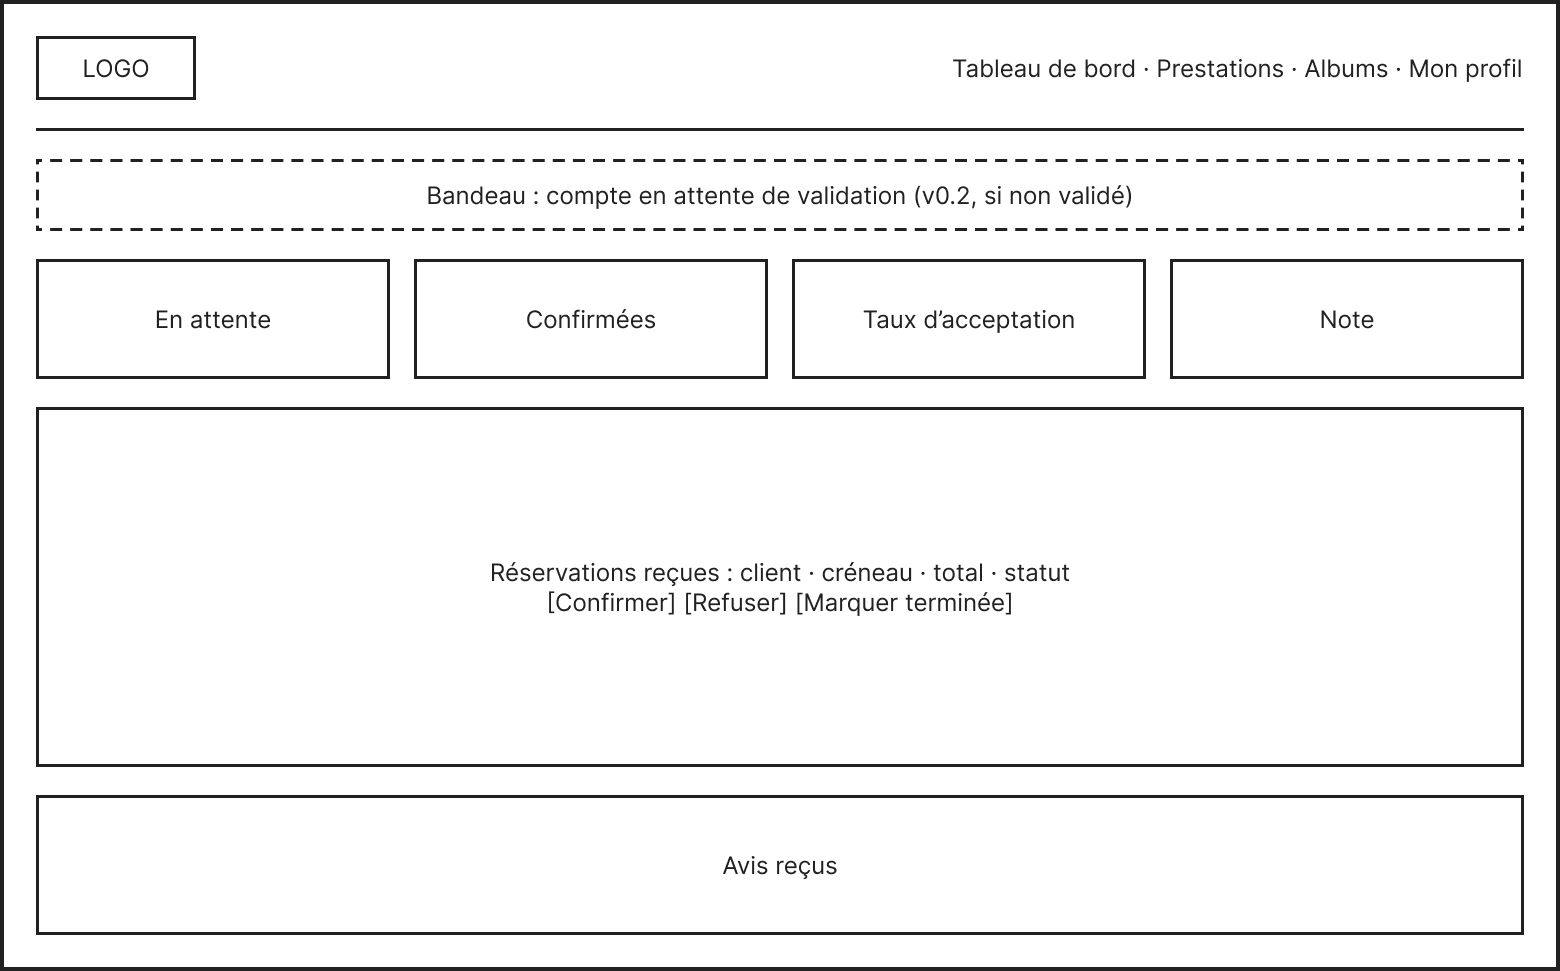 LOGO
Tableau de bord · Prestations · Albums · Mon profil
Bandeau : compte en attente de validation (v0.2, si non validé)
En attente
Confirmées
Taux d’acceptation
Note
Réservations reçues : client · créneau · total · statut
[Confirmer] [Refuser] [Marquer terminée]
Avis reçus